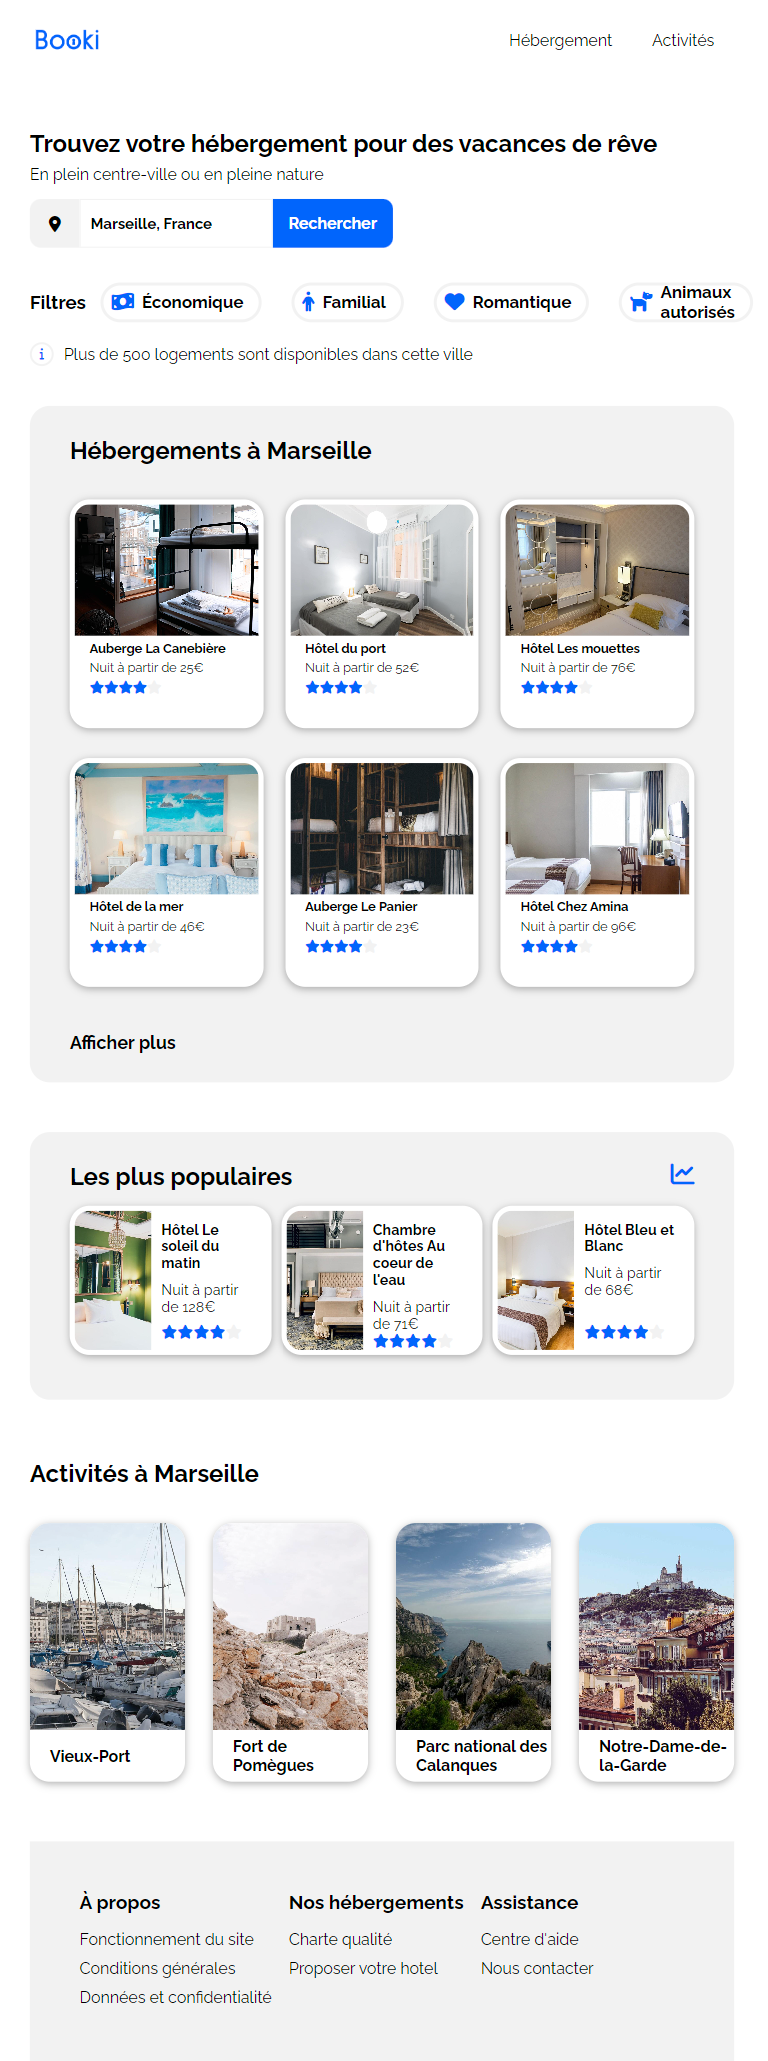 Booki
Hébergement
Activités
Trouvez votre hébergement pour des vacances de rêve
En plein centre-ville ou en pleine nature
Marseille, France
Rechercher
Filtres
Économique
Familial
Romantique
Animaux
autorisés
i
Plus de 500 logements sont disponibles dans cette ville
Hébergements à Marseille
Auberge La Canebière
Nuit à partir de 25€
Hôtel du port
Nuit à partir de 52€
Hôtel Les mouettes
Nuit à partir de 76€
Hôtel de la mer
Nuit à partir de 46€
Auberge Le Panier
Nuit à partir de 23€
Hôtel Chez Amina
Nuit à partir de 96€
Afficher plus
Les plus populaires
Hôtel Le
soleil du
matin
Nuit à partir
de 128€
Chambre
d'hôtes Au
coeur de
l'eau
Nuit à partir
de 71€
Hôtel Bleu et
Blanc
Nuit à partir
de 68€
Activités à Marseille
Vieux-Port
Fort de
Pomègues
Parc national des
Calanques
Notre-Dame-de-
la-Garde
À propos
Fonctionnement du site
Conditions générales
Données et confidentialité
Nos hébergements
Charte qualité
Proposer votre hotel
Assistance
Centre d'aide
Nous contacter